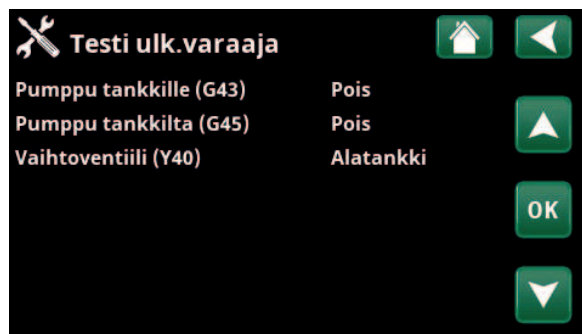 Testi ulk.varaaja
Pumppu tankkille (G43) Pois
Pumppu tankkilta (G45) Pois
Vaihtoventiili (Y40) Alatankki
OK